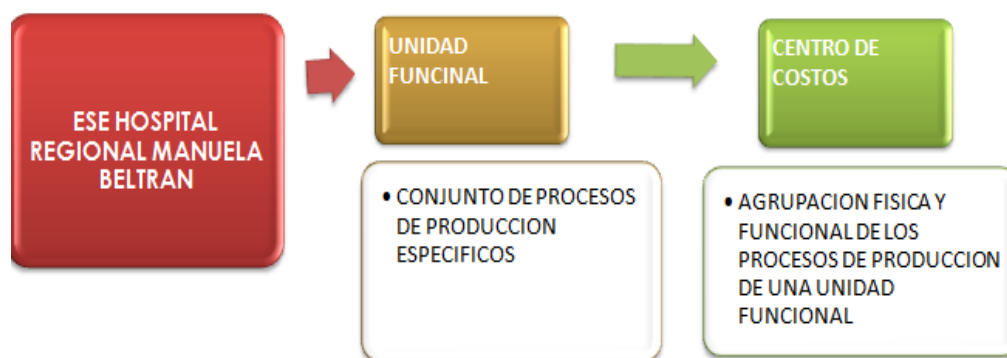 ESE HOSPITAL
REGIONAL MANUELA
BELTRAN
UNIDAD
FUNCINAL
• CONJUNTO DE PROCESOS
DE PRODUCCION
ESPECIFICOS
CENTRO DE
COSTOS
• AGRUPACION FISICA Y
FUNCIONAL DE LOS
PROCESOS DE PRODUCCION
DE UNA UNIDAD
FUNCIONAL